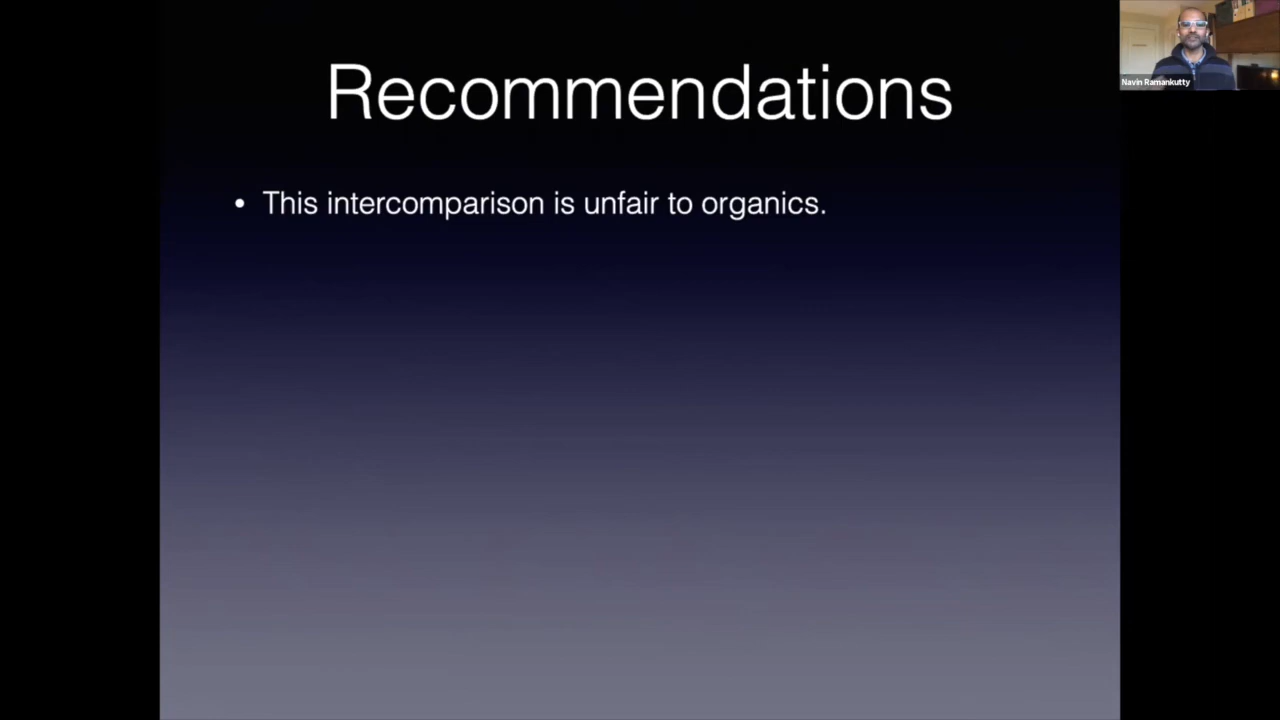 Recommendations
• This intercomparison is unfair to organics.
Navin Ramankutty